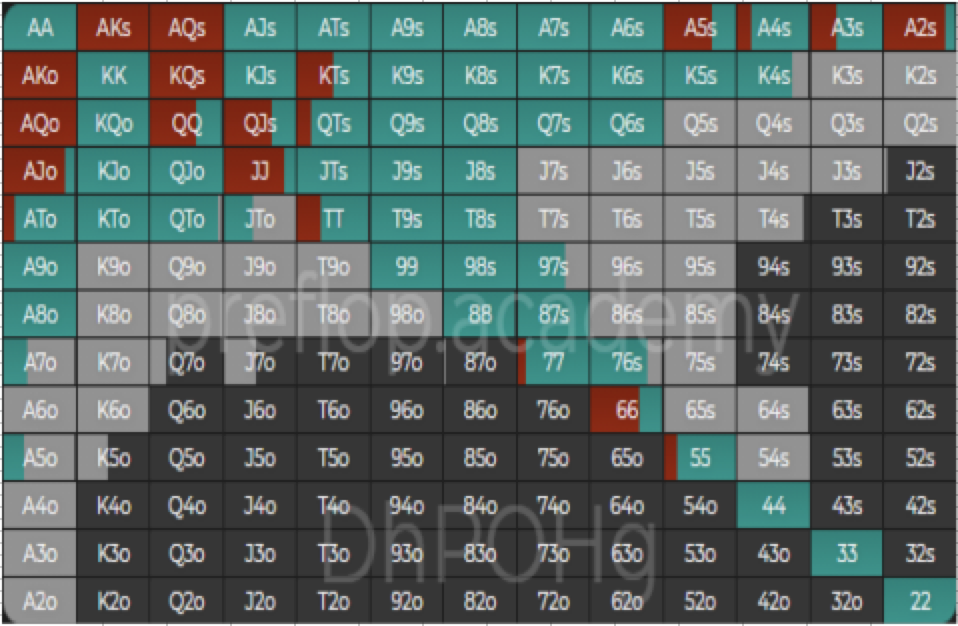 AA AKs AQs AJs ATs A9s A8s A7s A6s A5s A4s A3s A2s
AKo KK KQs KJs KTs K9s K8s K7s K6s K5s K4s K3s K2s
AQo KQo QQ QJs QTs Q9s Q8s Q7s Q6s Q5s Q4s Q3s Q2s
AJo KJo QJo JJ JTs J9s J8s J7s J6s J5s J4s J3s J2s
ATo KTo QTo JTo TT T9s T8s T7s T6s T5s T4s T3s T2s
A9o K9o Q9o J9o T9o 99 98s 97s 96s 95s 94s 93s 92s
A8o K8o Q8o J8o T8o 98o 88 87s 86s 85s 84s 83s 82s
preflop.academy
A7o K7o Q7o J7o T7o 97o 87o 77 76s 75s 74s 73s 72s
A6o K6o Q6o J6o T6o 96o 86o 76o 66 65s 64s 63s 62s
A5o K5o Q5o J5o T5o 95o 85o 75o 65o 55 54s 53s 52s
A4o K4o Q4o J4o T4o 94o 84o 74o 64o 54o 44 43s 42s
A3o K3o Q3o J3o T3o 93o 83o 73o 63o 53o 43o 33 32s
DhPOHg
A2o K2o Q2o J2o T2o 92o 82o 72o 62o 52o 42o 32o 22